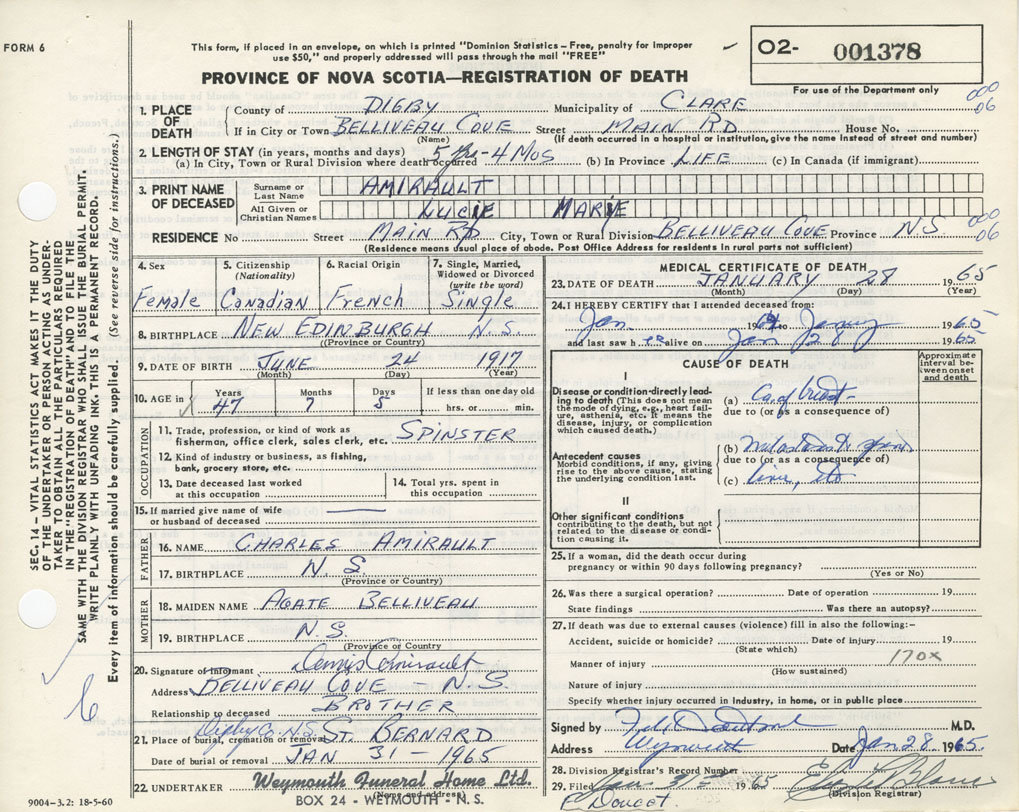 FORM 6
This form, if placed in an envelope, on which is printed "Dominion Statistics – Free, penalty for improper
use $50," and properly addressed will pass through the mail "FREE"
O2- 001378
PROVINCE OF NOVA SCOTIA—REGISTRATION OF DEATH
For use of the Department only
000
06
1. PLACE OF DEATH
County of DIGBY Municipality of CLARE
If in City or Town BELLIVEAU COVE Street MAIN RD House No.
(Name) (If death occurred in a hospital or institution, give the name instead of street and number)
2. LENGTH OF STAY (in years, months and days)
(a) In City, Town or Rural Division where death occurred 5 - 4 MOS (b) In Province LIFE (c) In Canada (if immigrant)
3. PRINT NAME OF DECEASED
Surname or Last Name AMIRAULT
All Given or Christian Names LUCIE MARIE
000
06
RESIDENCE No Street MAIN RD City, Town or Rural Division BELLIVEAU COVE Province N S
(Residence means usual place of abode. Post Office Address for residents in rural parts not sufficient)
4. Sex Female
5. Citizenship (Nationality) Canadian
6. Racial Origin French
7. Single, Married, Widowed or Divorced (write the word) Single
8. BIRTHPLACE NEW EDINBURGH N. S.
(Province or Country)
9. DATE OF BIRTH JUNE 24 1917
(Month) (Day) (Year)
10. AGE in Years 47 Months 7 Days 5 If less than one day old hrs. or min.
OCCUPATION
11. Trade, profession or kind of work as fisherman, office clerk, sales clerk, etc. SPINSTER
12. Kind of industry or business, as fishing, bank, grocery store, etc.
13. Date deceased last worked at this occupation
14. Total yrs. spent in this occupation
15. If married give name of wife or husband of deceased
FATHER
16. NAME CHARLES AMIRAULT
17. BIRTHPLACE N. S.
(Province or Country)
MOTHER
18. MAIDEN NAME AGATE BELLIVEAU
19. BIRTHPLACE N.S.
(Province or Country)
20. Signature of informant Amirault
Address BELLIVEAU COVE - N.S.
Relationship to deceased BROTHER
Digby Co. N.S.
21. Place of burial, cremation or removal ST. BERNARD
Date of burial or removal JAN 31 - 1965
22. UNDERTAKER Weymouth Funeral Home Ltd.
(Name and address)
BOX 24 - WEYMOUTH - N. S.
9004-3.2: 18-5-60
MEDICAL CERTIFICATE OF DEATH
23. DATE OF DEATH JANUARY 28 1965
(Month) (Day) (Year)
24. I HEREBY CERTIFY that I attended deceased from:
Jan 19 to 1965
and last saw her alive on Jan 28 1965
CAUSE OF DEATH
Approximate interval between onset and death
I
Disease or condition directly leading to death (This does not mean the mode of dying, e.g., heart failure, asthenia, etc. It means the disease, injury, or complication which caused death.)
(a) Ca of breast
due to (or as a consequence of)
Antecedent causes
Morbid conditions, if any, giving rise to the above cause, stating the underlying condition last.
(b)
due to (or as a consequence of)
(c) liver, etc
II
Other significant conditions contributing to the death, but not related to the disease or condition causing it.
25. If a woman, did the death occur during pregnancy or within 90 days following pregnancy?
(Yes or No)
26. Was there a surgical operation? Date of operation 19
State findings Was there an autopsy?
27. If death was due to external causes (violence) fill in also the following:-
Accident, suicide or homicide? Date of injury 19
(State which)
170x
Manner of injury
(How sustained)
Nature of injury
Specify whether injury occurred in Industry, in home, or in public place
Signed by M.D.
Address Weymouth Date Jan 28 1965
28. Division Registrar's Record Number
29. Filed 1965
(Division Registrar)
E Doucet
SEC. 14 – VITAL STATISTICS ACT MAKES IT THE DUTY
OF THE UNDERTAKER OR PERSON ACTING AS UNDER-
TAKER TO OBTAIN ALL THE PARTICULARS REQUIRED
IN THE "REGISTRATION OF DEATH" AND TO FILE THE
SAME WITH THE DIVISION REGISTRAR WHO SHALL ISSUE THE BURIAL PERMIT.
WRITE PLAINLY WITH UNFADING INK. THIS IS A PERMANENT RECORD.
Every item of information should be carefully supplied. (See reverse side for instructions.)
6